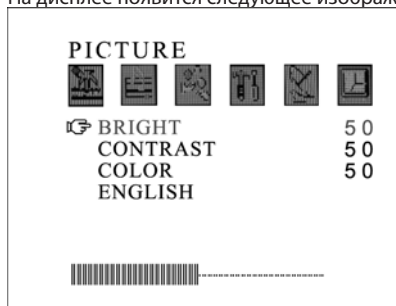 На дисплее появится следующее изображ
PICTURE
BRIGHT 50
CONTRAST 50
COLOR 50
ENGLISH